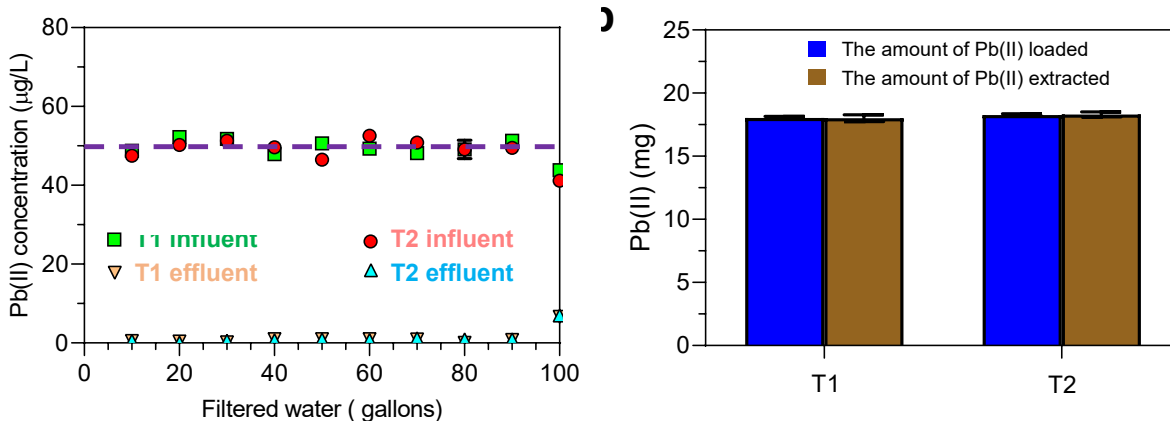 80
60
40
20
0
Pb(II) concentration (μg/L)
T1 influent
T2 influent
T1 effluent
T2 effluent
0 20 40 60 80 100
Filtered water ( gallons)
25
20
15
10
5
0
Pb(II) (mg)
The amount of Pb(II) loaded
The amount of Pb(II) extracted
T1 T2